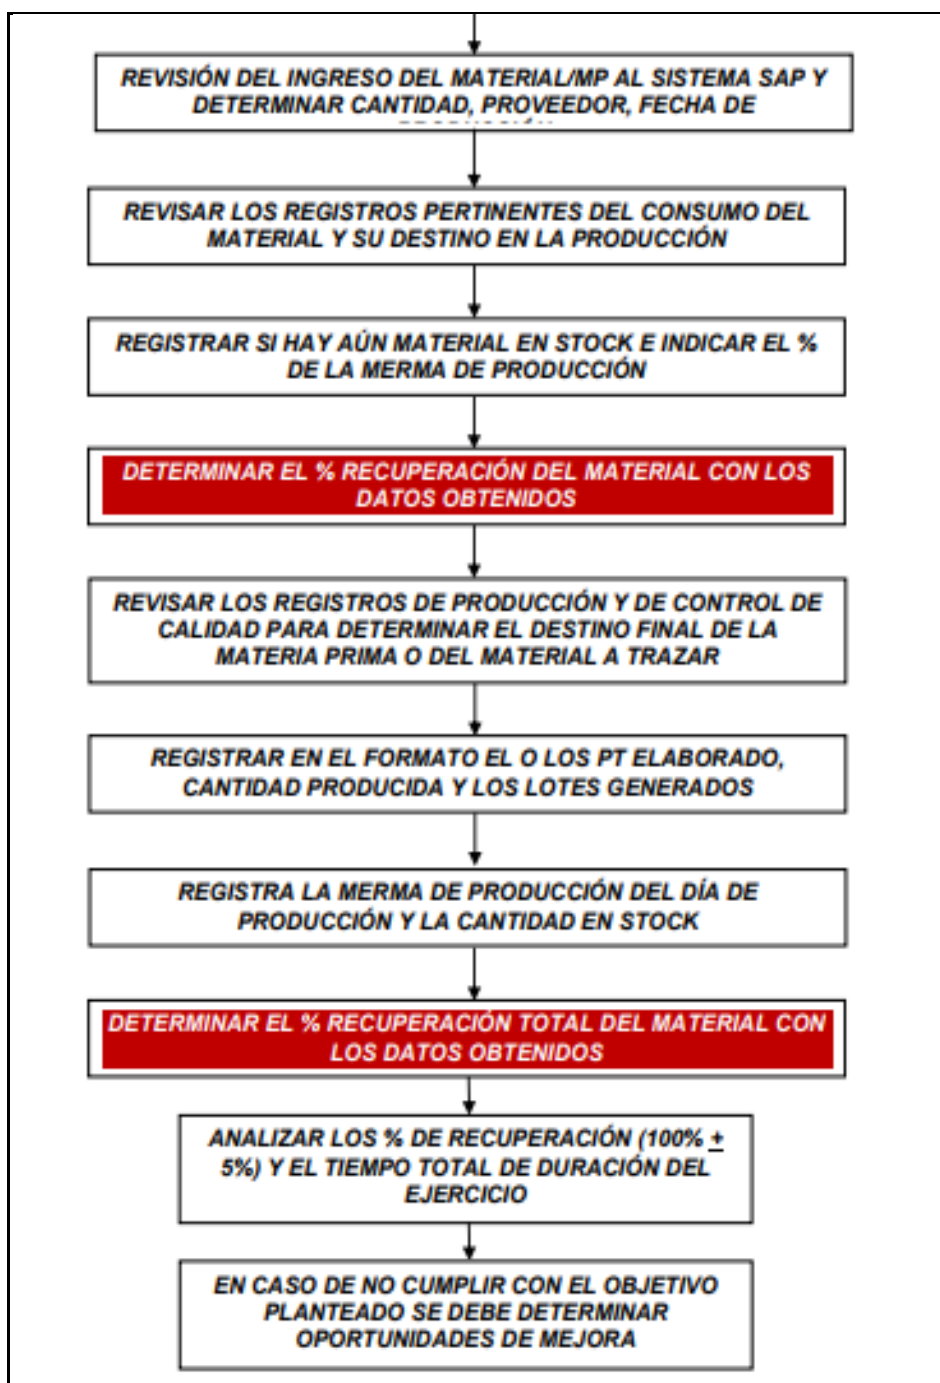 REVISIÓN DEL INGRESO DEL MATERIAL/MP AL SISTEMA SAP Y
DETERMINAR CANTIDAD, PROVEEDOR, FECHA DE
REVISAR LOS REGISTROS PERTINENTES DEL CONSUMO DEL
MATERIAL Y SU DESTINO EN LA PRODUCCIÓN
REGISTRAR SI HAY AÚN MATERIAL EN STOCK E INDICAR EL %
DE LA MERMA DE PRODUCCIÓN
DETERMINAR EL % RECUPERACIÓN DEL MATERIAL CON LOS
DATOS OBTENIDOS
REVISAR LOS REGISTROS DE PRODUCCIÓN Y DE CONTROL DE
CALIDAD PARA DETERMINAR EL DESTINO FINAL DE LA
MATERIA PRIMA O DEL MATERIAL A TRAZAR
REGISTRAR EN EL FORMATO EL O LOS PT ELABORADO,
CANTIDAD PRODUCIDA Y LOS LOTES GENERADOS
REGISTRA LA MERMA DE PRODUCCIÓN DEL DÍA DE
PRODUCCIÓN Y LA CANTIDAD EN STOCK
DETERMINAR EL % RECUPERACIÓN TOTAL DEL MATERIAL CON
LOS DATOS OBTENIDOS
ANALIZAR LOS % DE RECUPERACIÓN (100% ±
5%) Y EL TIEMPO TOTAL DE DURACIÓN DEL
EJERCICIO
EN CASO DE NO CUMPLIR CON EL OBJETIVO
PLANTEADO SE DEBE DETERMINAR
OPORTUNIDADES DE MEJORA